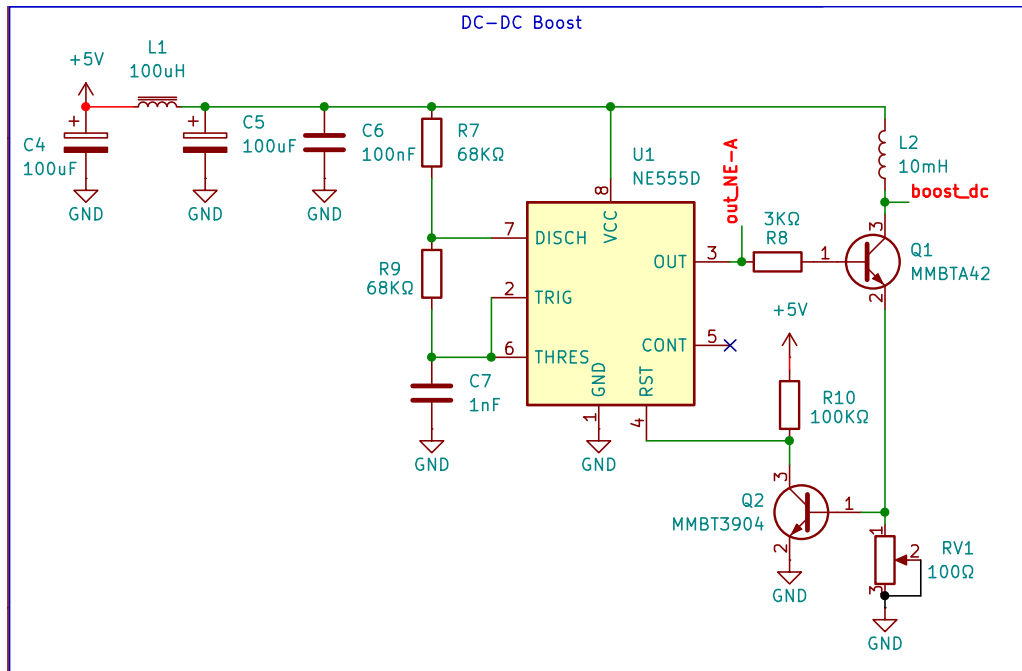 DC-DC Boost
+5V
L1
100uH
C4
100uF
GND
C5
100uF
GND
C6
100nF
GND
R7
68KΩ
R9
68KΩ
C7
1nF
GND
U1
NE555D
8
VCC
7
DISCH
2
TRIG
6
THRES
OUT
3
CONT
5
GND
1
RST
4
GND
out_NE-A
3KΩ
R8
L2
10mH
boost_dc
3
1
2
Q1
MMBTA42
+5V
R10
100KΩ
Q2
MMBT3904
3
1
2
GND
1
2
3
RV1
100Ω
GND